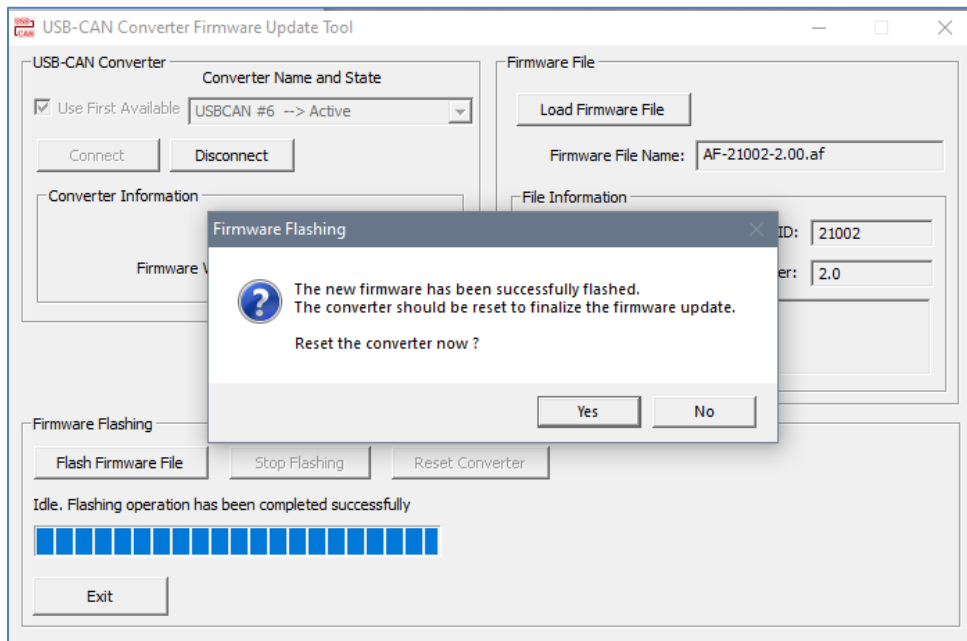 USB CAN
USB-CAN Converter Firmware Update Tool
USB-CAN Converter
Converter Name and State
Use First Available
USBCAN #6 --> Active
Connect
Disconnect
Converter Information
Firmware
Firmware File
Load Firmware File
Firmware File Name:
AF-21002-2.00.af
File Information
ID:
21002
er:
2.0
Firmware Flashing
The new firmware has been successfully flashed.
The converter should be reset to finalize the firmware update.
Reset the converter now ?
Yes
No
Firmware Flashing
Flash Firmware File
Stop Flashing
Reset Converter
Idle. Flashing operation has been completed successfully
Exit